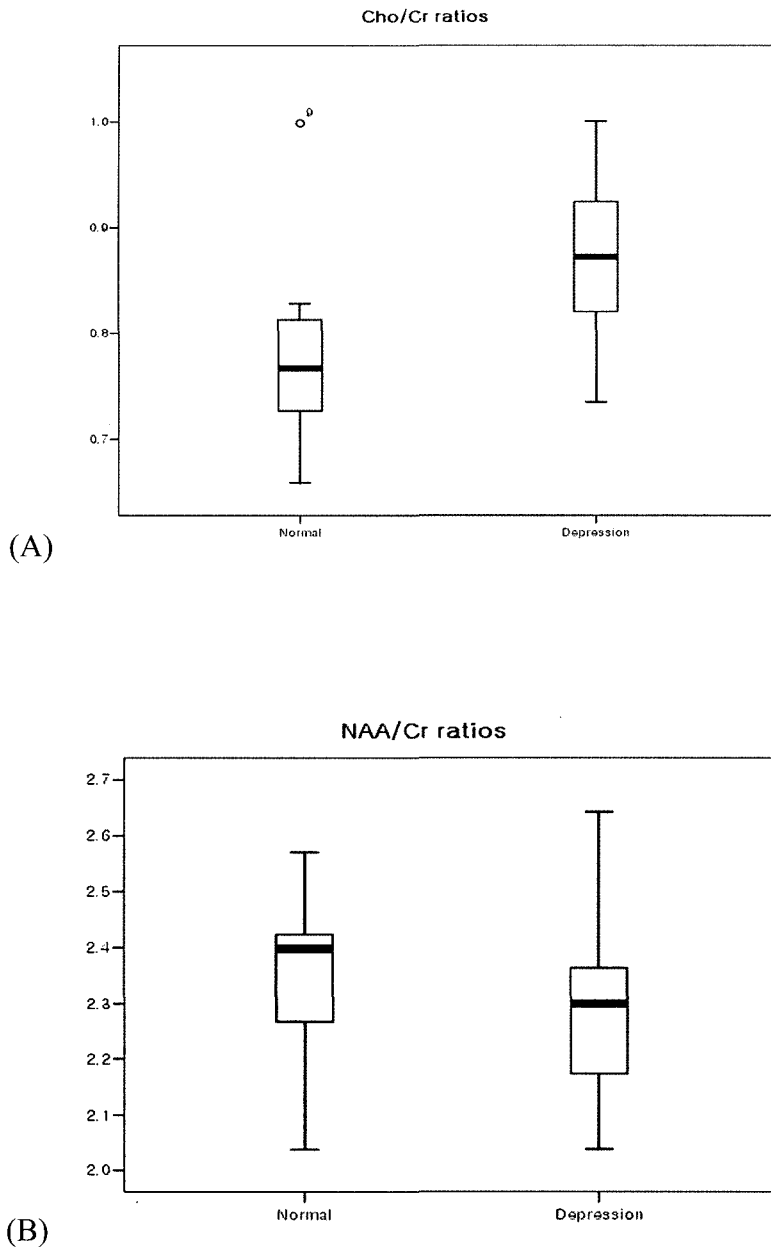 Cho/Cr ratios
1.0
9
0.9
0.8
0.7
Normal Depression
(A)
NAA/Cr ratios
2.7
2.6
2.5
2.4
2.3
2.2
2.1
2.0
Normal Depression
(B)